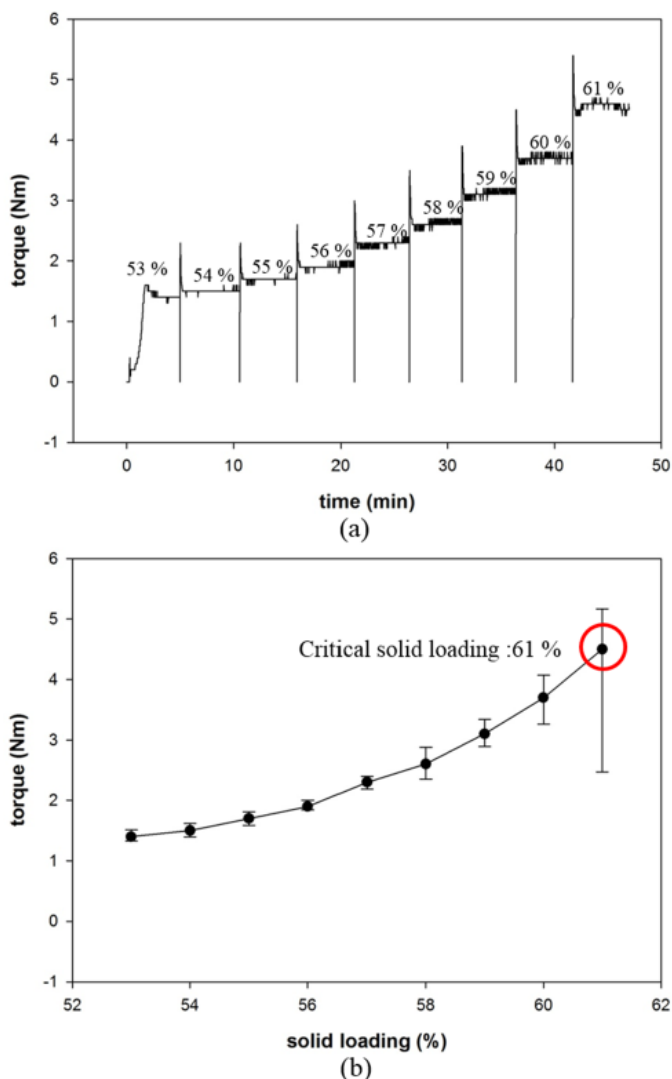 6
5
4
3
2
1
0
-1
torque (Nm)
53 %
54 %
55 %
56 %
57 %
58 %
59 %
60 %
61 %
0 10 20 30 40 50
time (min)
(a)
6
5
4
3
2
1
0
-1
torque (Nm)
Critical solid loading :61 %
52 54 56 58 60 62
solid loading (%)
(b)